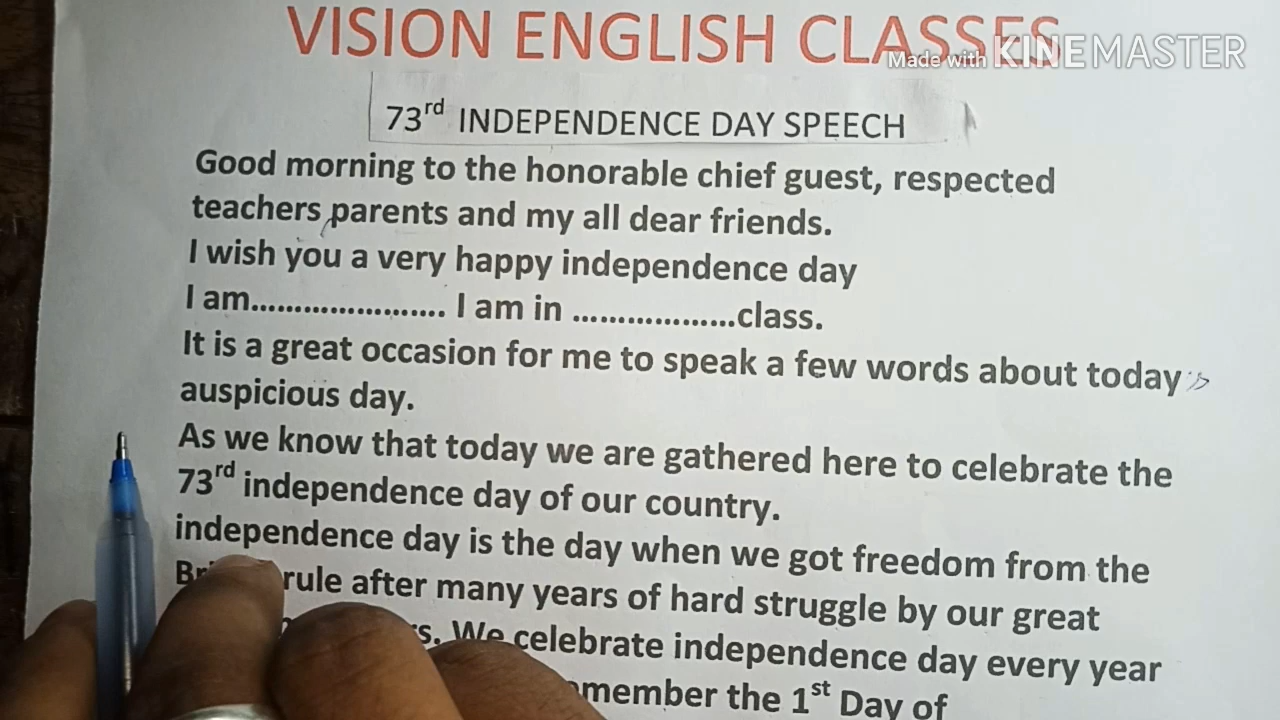 VISION ENGLISH CLASSES
Made with KINEMASTER
73rd INDEPENDENCE DAY SPEECH
Good morning to the honorable chief guest, respected
teachers parents and my all dear friends.
I wish you a very happy independence day
I am...................... I am in ...................class.
It is a great occasion for me to speak a few words about today
auspicious day.
As we know that today we are gathered here to celebrate the
73rd independence day of our country.
independence day is the day when we got freedom from the
rule after many years of hard struggle by our great
We celebrate independence day every year
the 1st Day of